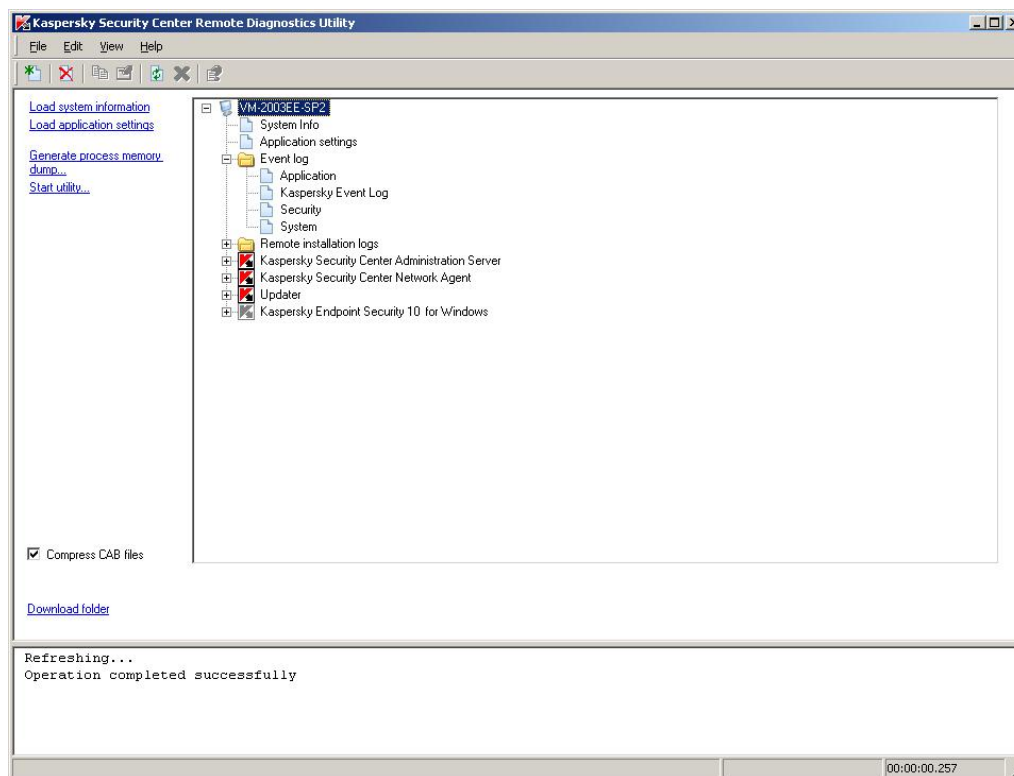 Kaspersky Security Center Remote Diagnostics Utility
File Edit View Help
Load system information
Load application settings
Generate process memory
dump...
Start utility...
VM-2003EE-SP2
System Info
Application settings
Event log
Application
Kaspersky Event Log
Security
System
Remote installation logs
Kaspersky Security Center Administration Server
Kaspersky Security Center Network Agent
Updater
Kaspersky Endpoint Security 10 for Windows
Compress CAB files
Download folder
Refreshing...
Operation completed successfully
00:00:00.257